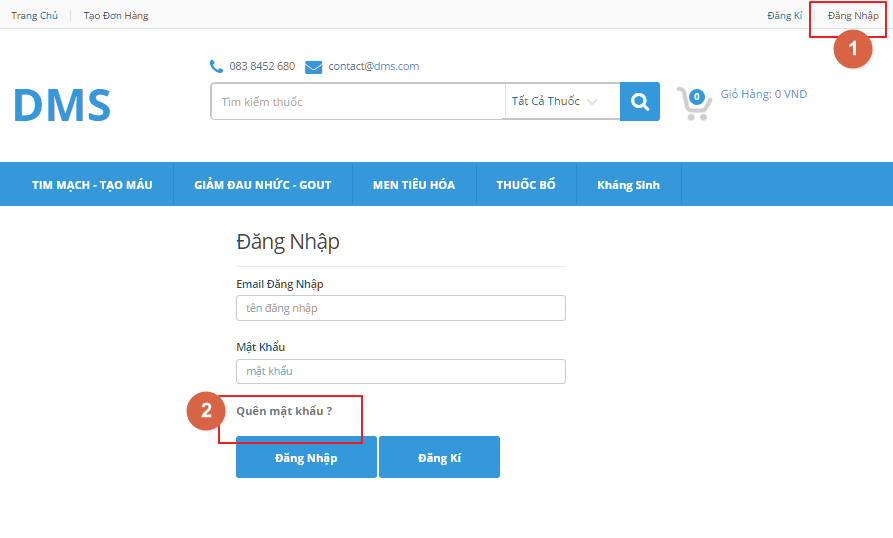 Trang Chủ Tạo Đơn Hàng Đăng Kí Đăng Nhập
1
083 8452 680 contact@dms.com
DMS
Tìm kiếm thuốc Tất Cả Thuốc 0 Giỏ Hàng: 0 VND
TIM MẠCH - TẠO MÁU GIẢM ĐAU NHỨC - GOUT MEN TIÊU HÓA THUỐC BỔ Kháng Sinh
Đăng Nhập
Email Đăng Nhập
tên đăng nhập
Mật Khẩu
mật khẩu
2 Quên mật khẩu ?
Đăng Nhập Đăng Kí